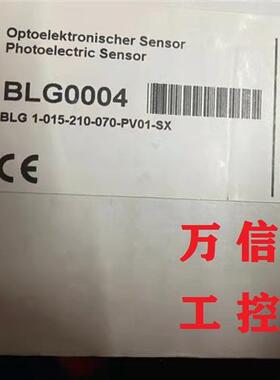 Optoelektronischer Sensor
Photoelectric Sensor
BLG0004
BLG 1-015-210-070-PV01-SX
CE
万信
工控